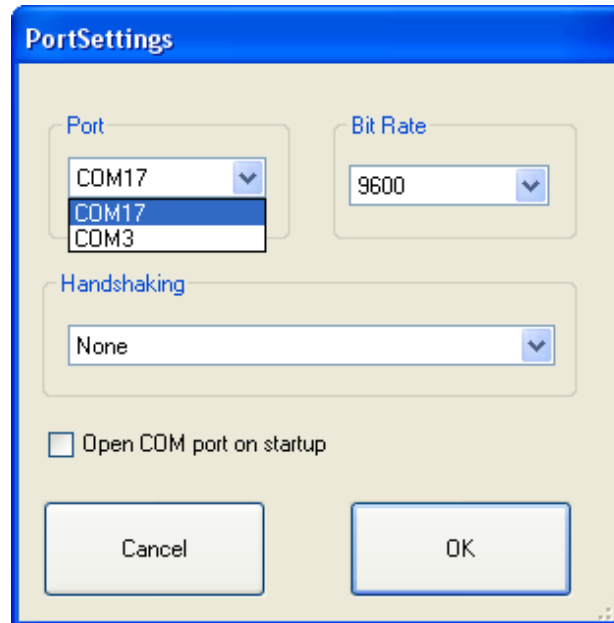 PortSettings
Port
Bit Rate
COM17
9600
COM17
COM3
Handshaking
None
Open COM port on startup
Cancel
OK